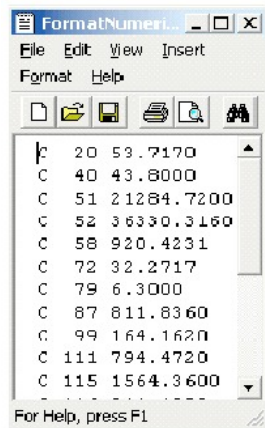 FormatNumeri...
File Edit View Insert
Format Help
C 20 53.7170
C 40 43.8000
C 51 21284.7200
C 52 36330.3160
C 58 920.4231
C 72 32.2717
C 79 6.3000
C 87 811.8360
C 99 164.1620
C 111 794.4720
C 115 1564.3600
For Help, press F1